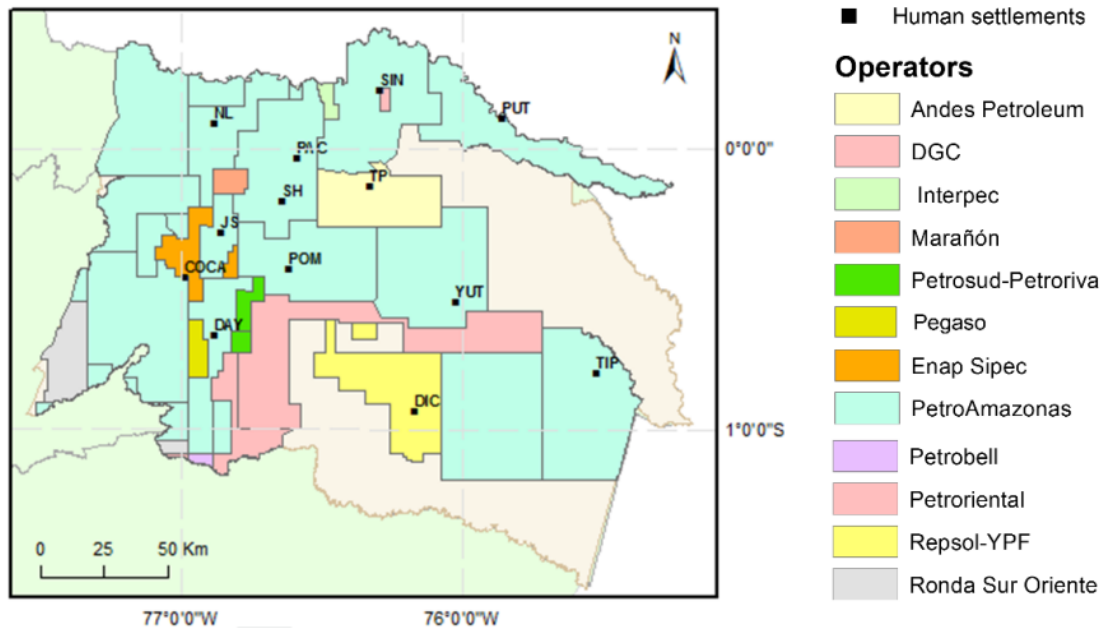 Human settlements
Operators
Andes Petroleum
DGC
Interpec
Marañón
Petrosud-Petroriva
Pegaso
Enap Sipec
PetroAmazonas
Petrobell
Petroriental
Repsol-YPF
Ronda Sur Oriente
N
SIN
PUT
NL
PAC
TP
SH
JS
POM
COCA
YUT
DAY
TIP
DIC
0°0'0"
1°0'0"S
0 25 50 Km
77°0'0"W 76°0'0"W